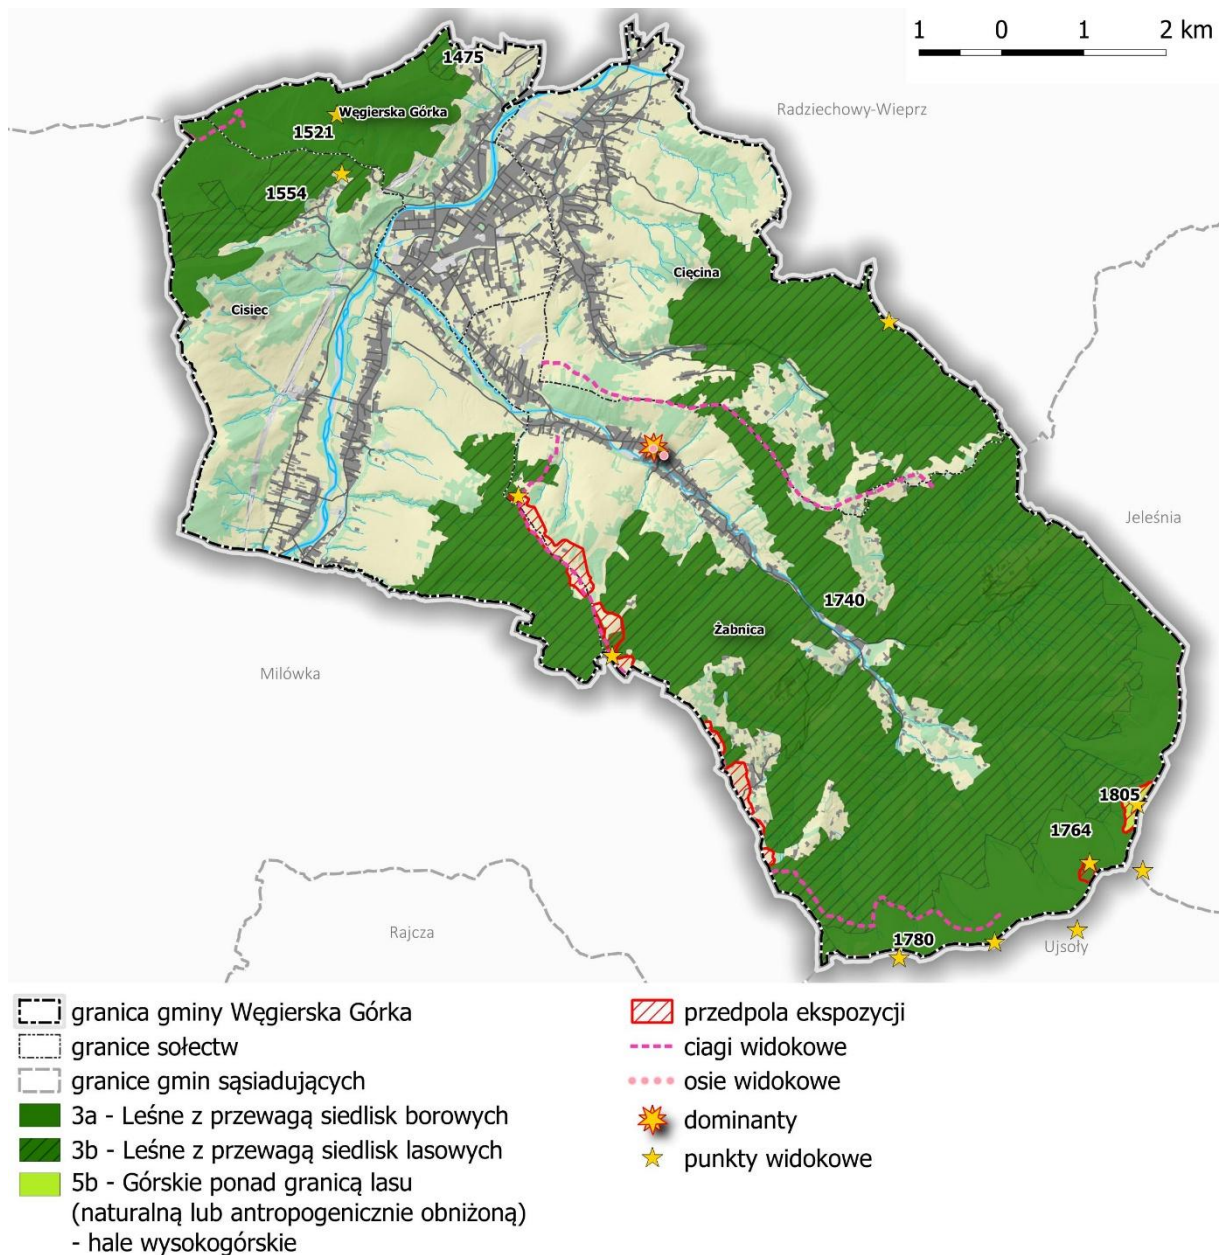 1 0 1 2 km
1475
Radziechowy-Wieprz
Węgierska Górka
1521
1554
Cięcina
Cisiec
Jeleśnia
1740
Żabnica
Milówka
1805
1764
Rajcza
1780
Ujsoły
granica gminy Węgierska Górka
granice sołectw
granice gmin sąsiadujących
3a - Leśne z przewagą siedlisk borowych
3b - Leśne z przewagą siedlisk lasowych
5b - Górskie ponad granicą lasu
(naturalną lub antropogenicznie obniżoną)
- hale wysokogórskie
przedpola ekspozycji
ciagi widokowe
osie widokowe
dominanty
punkty widokowe